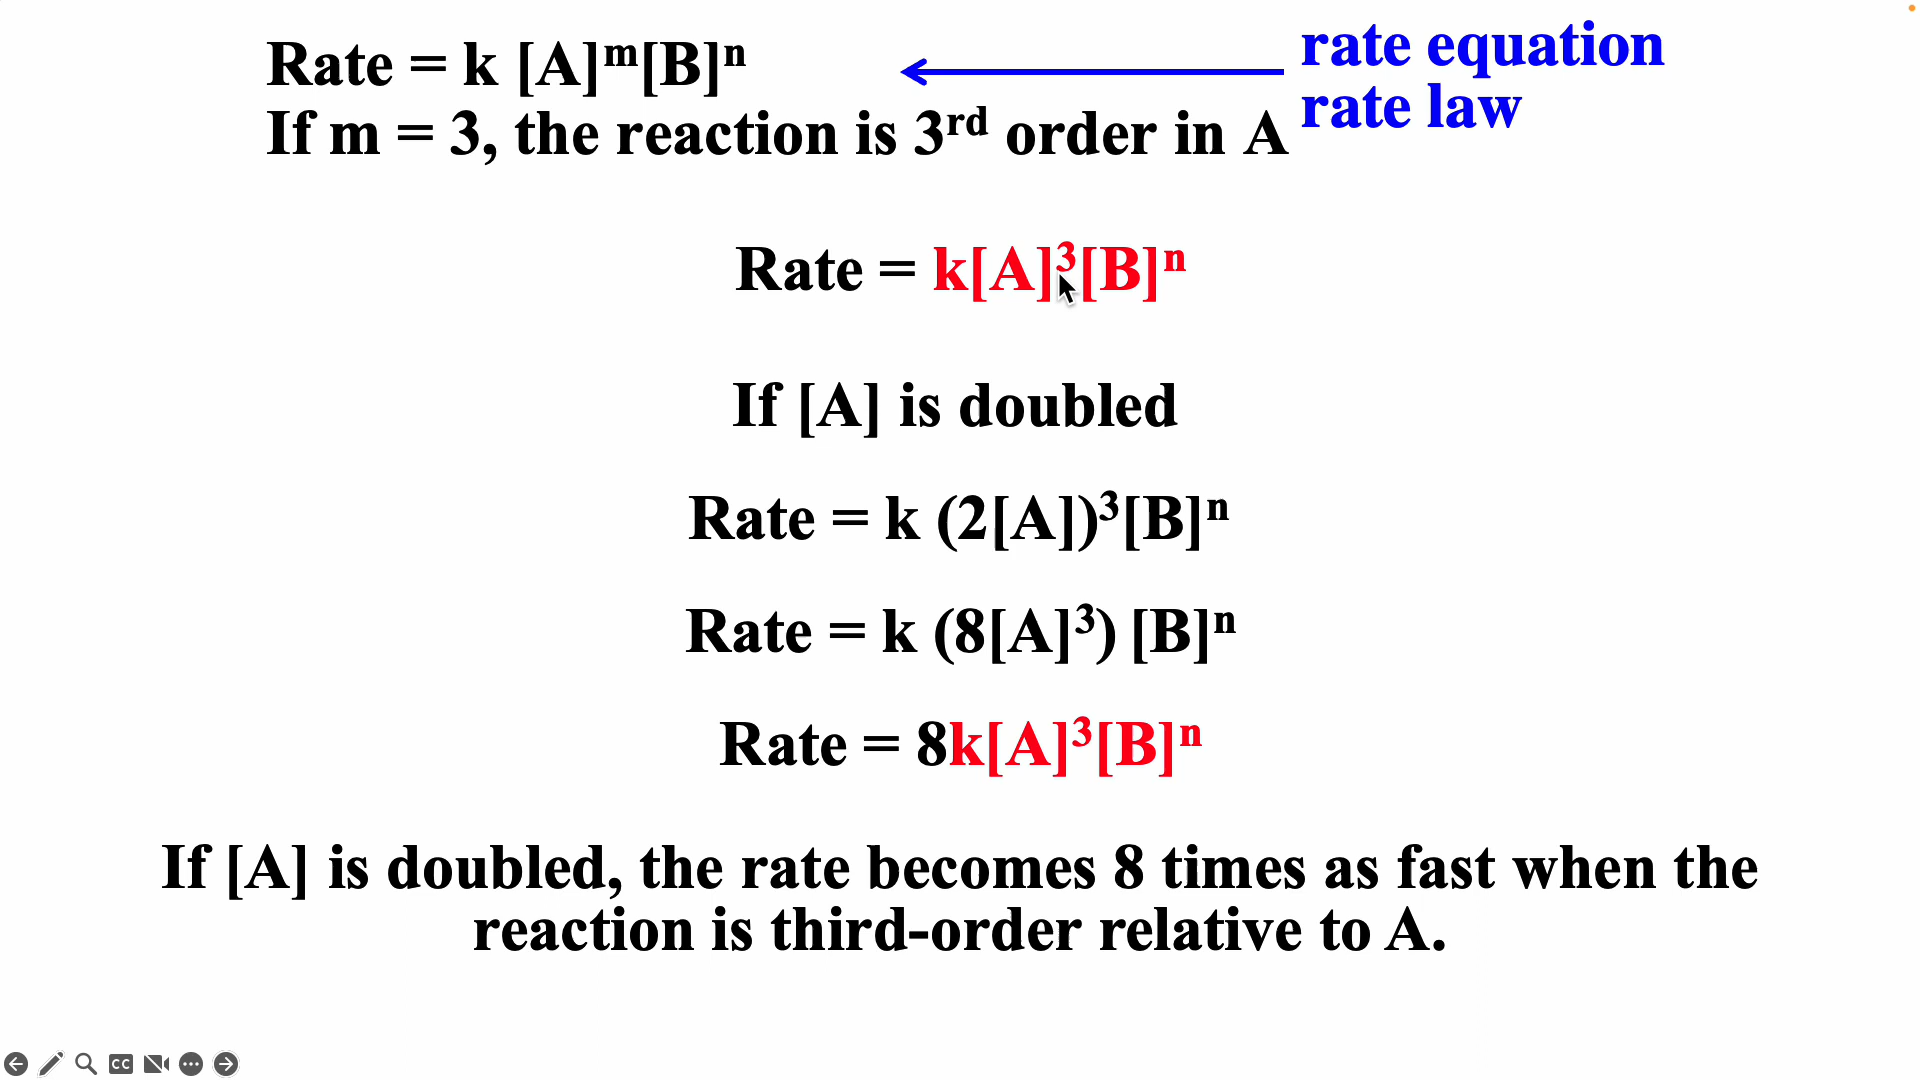 Rate = k [A]ᵐ[B]ⁿ
rate equation
rate law
If m = 3, the reaction is 3ʳᵈ order in A
Rate = k[A]³[B]ⁿ
If [A] is doubled
Rate = k (2[A])³[B]ⁿ
Rate = k (8[A]³) [B]ⁿ
Rate = 8k[A]³[B]ⁿ
If [A] is doubled, the rate becomes 8 times as fast when the
reaction is third-order relative to A.
CC